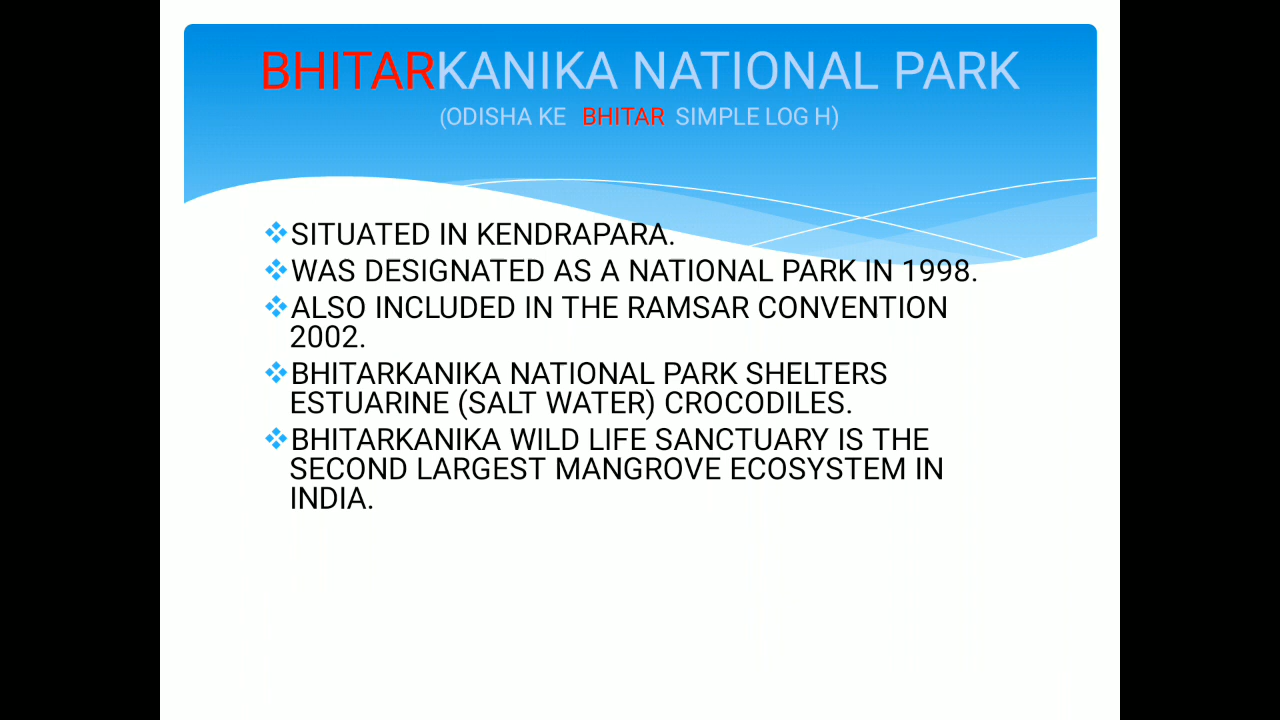 BHITARKANIKA NATIONAL PARK
(ODISHA KE BHITAR SIMPLE LOG H)
❖SITUATED IN KENDRAPARA.
❖WAS DESIGNATED AS A NATIONAL PARK IN 1998.
❖ALSO INCLUDED IN THE RAMSAR CONVENTION
2002.
❖BHITARKANIKA NATIONAL PARK SHELTERS
ESTUARINE (SALT WATER) CROCODILES.
❖BHITARKANIKA WILD LIFE SANCTUARY IS THE
SECOND LARGEST MANGROVE ECOSYSTEM IN
INDIA.